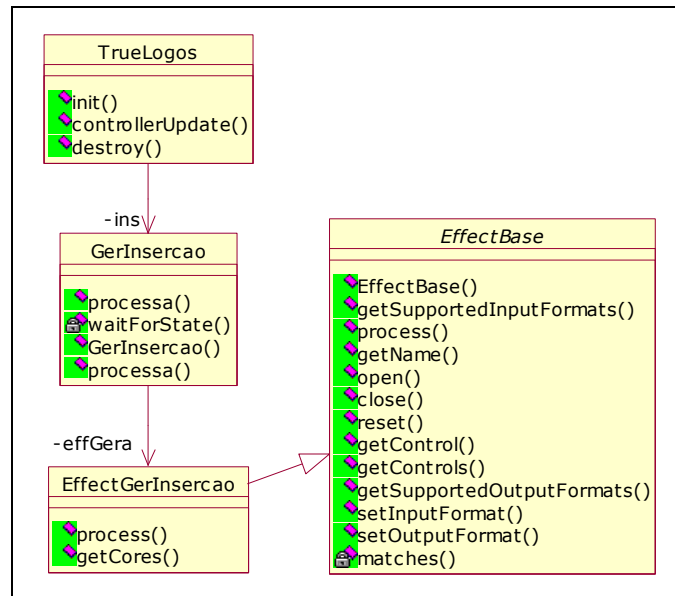 TrueLogos
init()
controllerUpdate()
destroy()
-ins
GerInsercao
processa()
waitForState()
GerInsercao()
processa()
-effGera
EffectGerInsercao
process()
getCores()
EffectBase
EffectBase()
getSupportedInputFormats()
process()
getName()
open()
close()
reset()
getControl()
getControls()
getSupportedOutputFormats()
setInputFormat()
setOutputFormat()
matches()